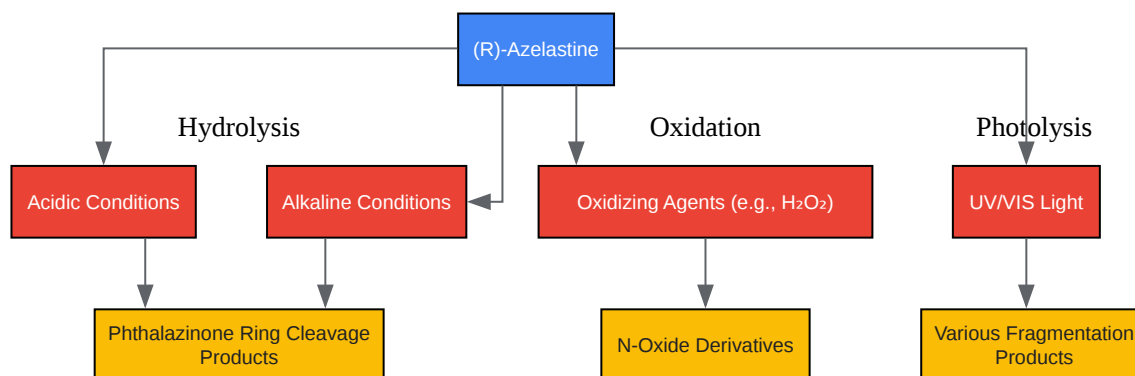 (R)-Azelastine
Hydrolysis
Oxidation
Photolysis
Acidic Conditions
Alkaline Conditions
Oxidizing Agents (e.g., H₂O₂)
UV/VIS Light
Phthalazinone Ring Cleavage
Products
N-Oxide Derivatives
Various Fragmentation
Products